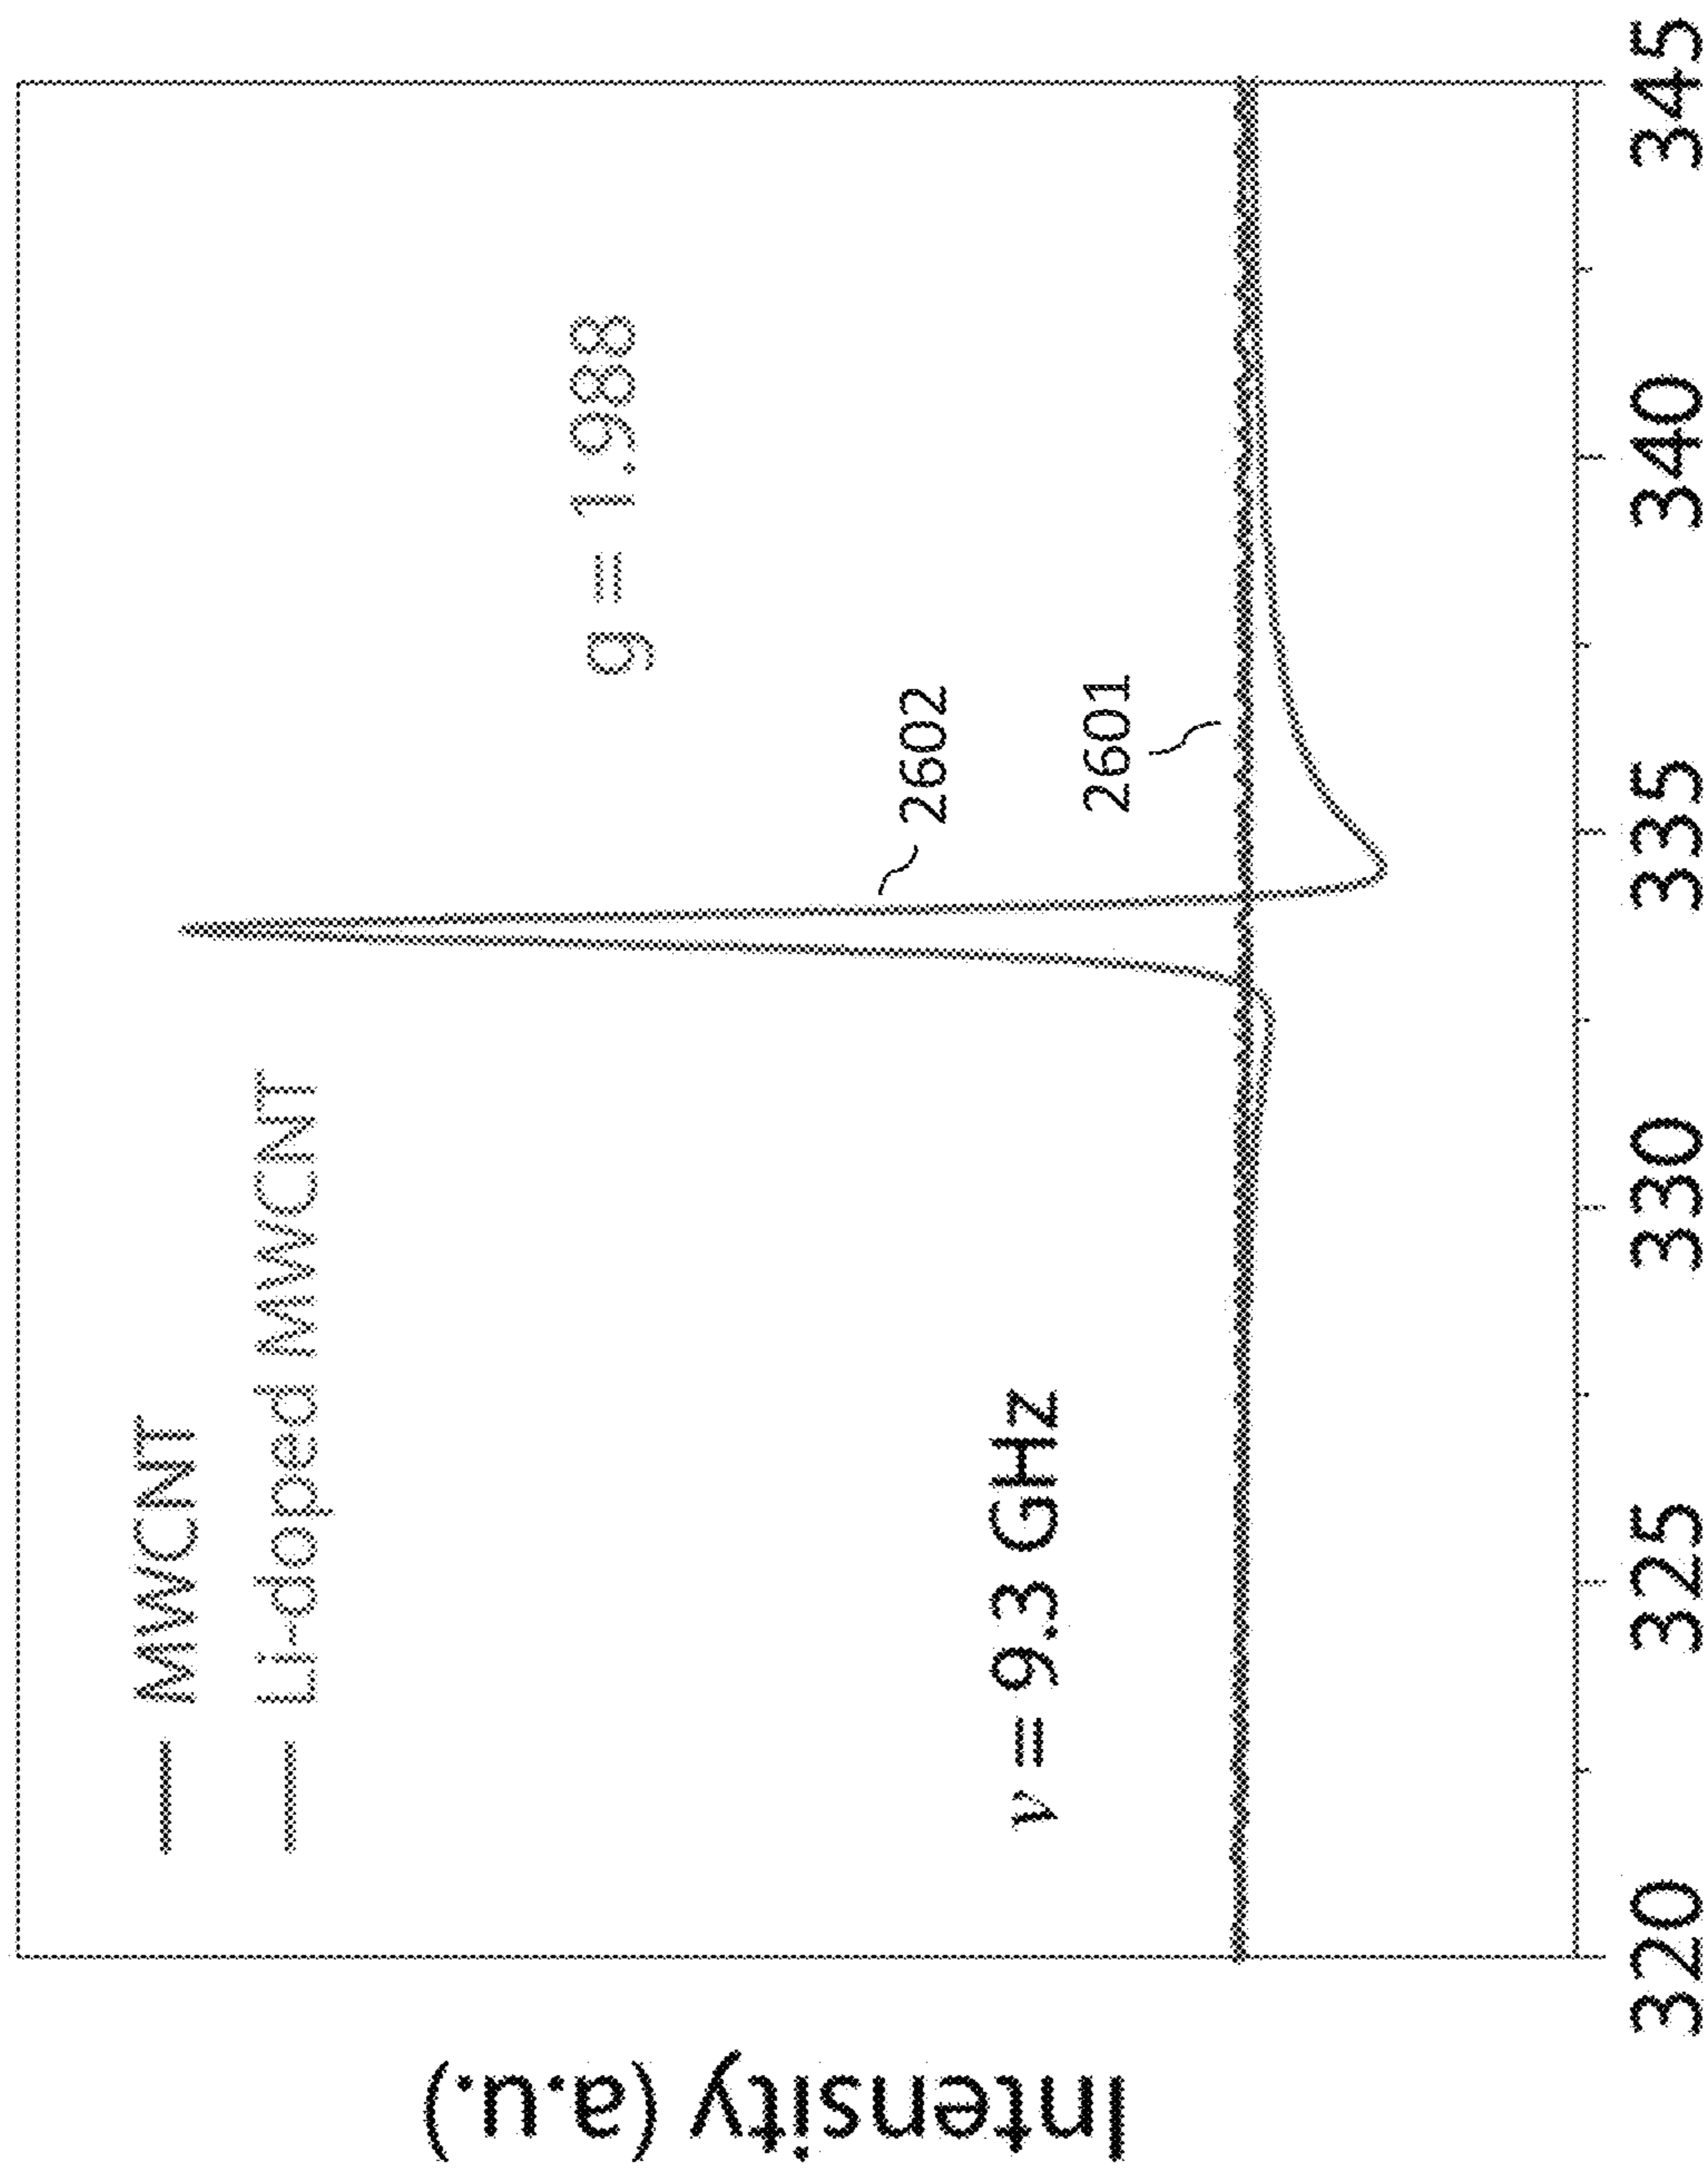 MWCNT
Li-doped MWCNT
g = 1.988
2602
ν = 9.3 GHz
2601
Intensity (a.u.)
320 325 330 335 340 345